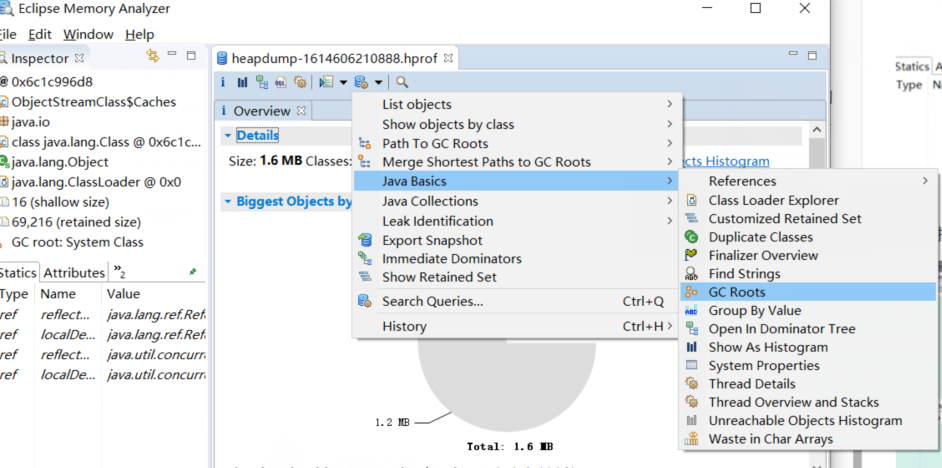 Eclipse Memory Analyzer
File Edit Window Help
Inspector
@ 0x6c1c996d8
ObjectStreamClass$Caches
java.io
class java.lang.Class @ 0x6c1c...
java.lang.Object
java.lang.ClassLoader @ 0x0
16 (shallow size)
69,216 (retained size)
GC root: System Class
Statics Attributes »2
Type Name Value
ref reflect... java.lang.ref.Refe
ref localDe... java.lang.ref.Refe
ref reflect... java.util.concurre
ref localDe... java.util.concurre
heapdump-1614606210888.hprof
i Overview
Details
Size: 1.6 MB Classes:
cts Histogram
Biggest Objects by
1.2 MB
Total: 1.6 MB
List objects
Show objects by class
Path To GC Roots
Merge Shortest Paths to GC Roots
Java Basics
Java Collections
Leak Identification
Export Snapshot
Immediate Dominators
Show Retained Set
Search Queries... Ctrl+Q
History Ctrl+H
References
Class Loader Explorer
Customized Retained Set
Duplicate Classes
Finalizer Overview
Find Strings
GC Roots
Group By Value
Open In Dominator Tree
Show As Histogram
System Properties
Thread Details
Thread Overview and Stacks
Unreachable Objects Histogram
Waste in Char Arrays
Statics A
Type Na